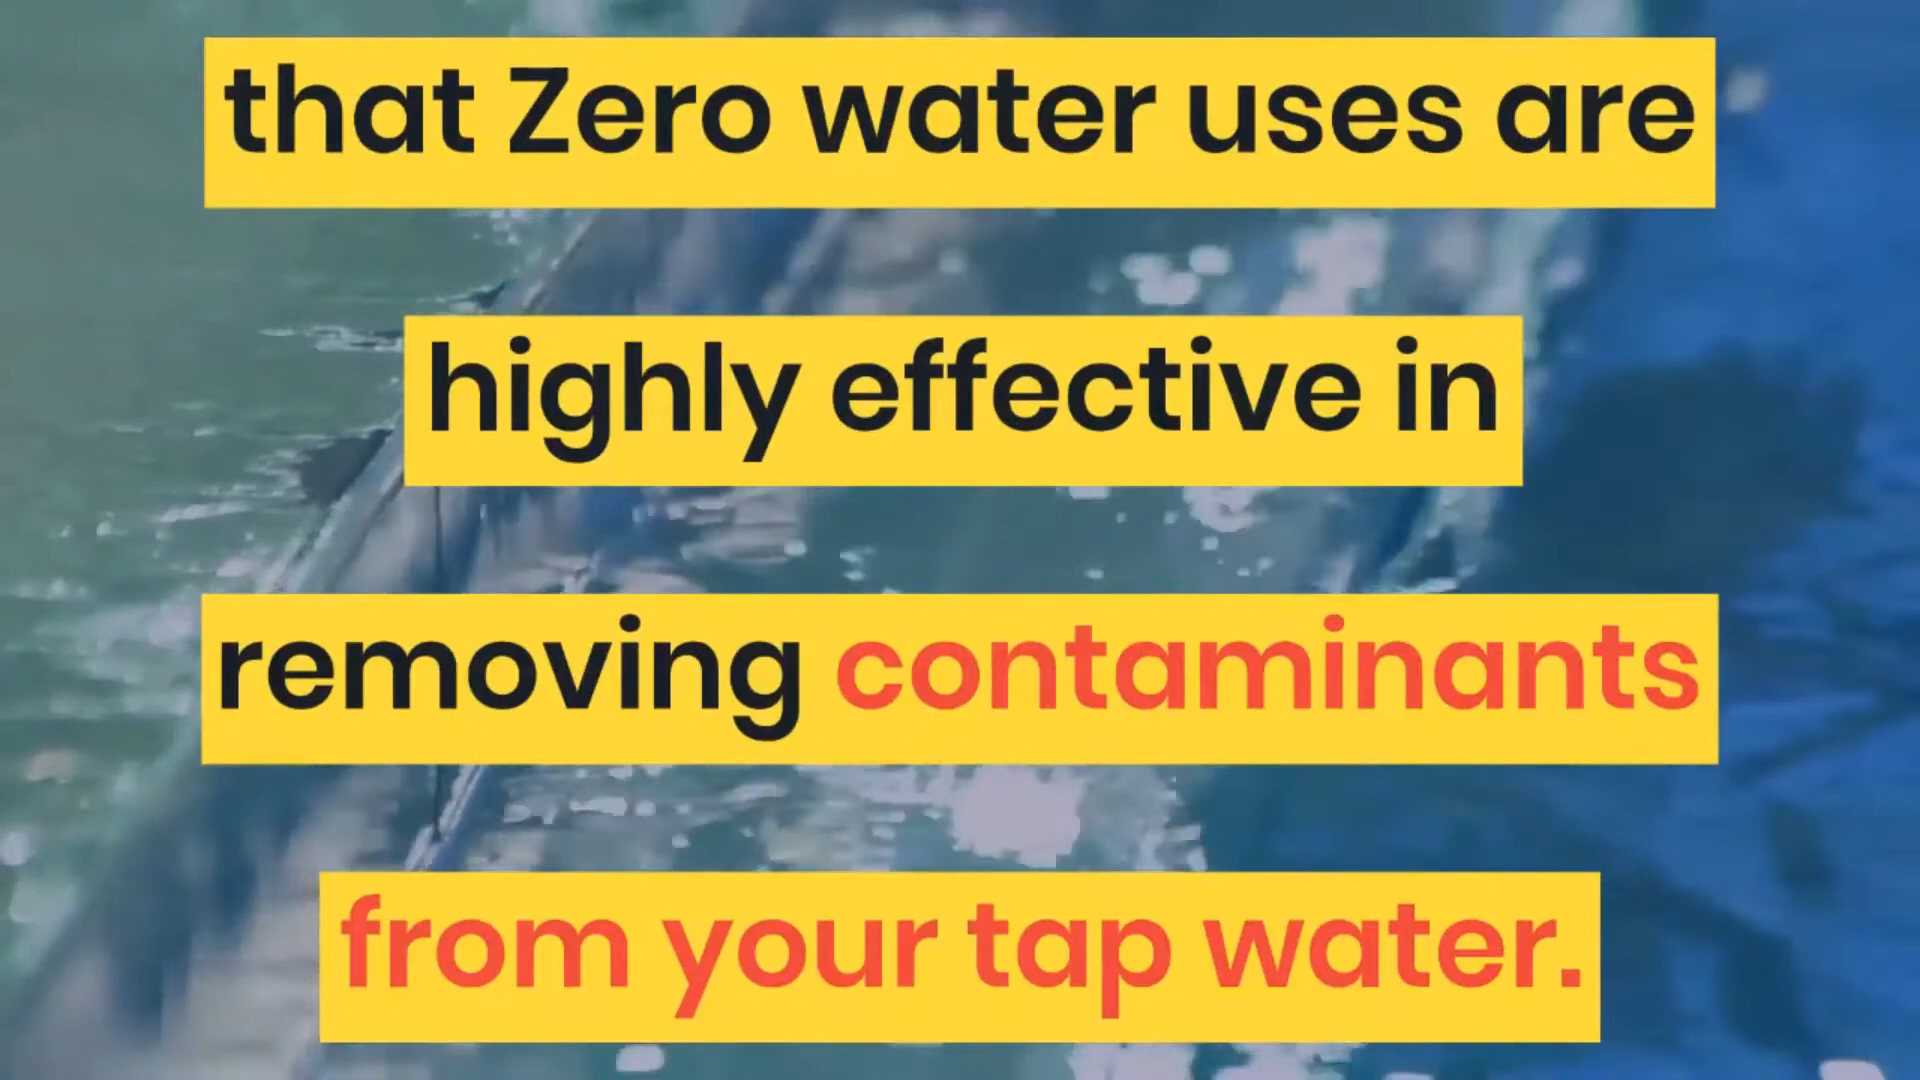 that Zero water uses are
highly effective in
removing contaminants
from your tap water.